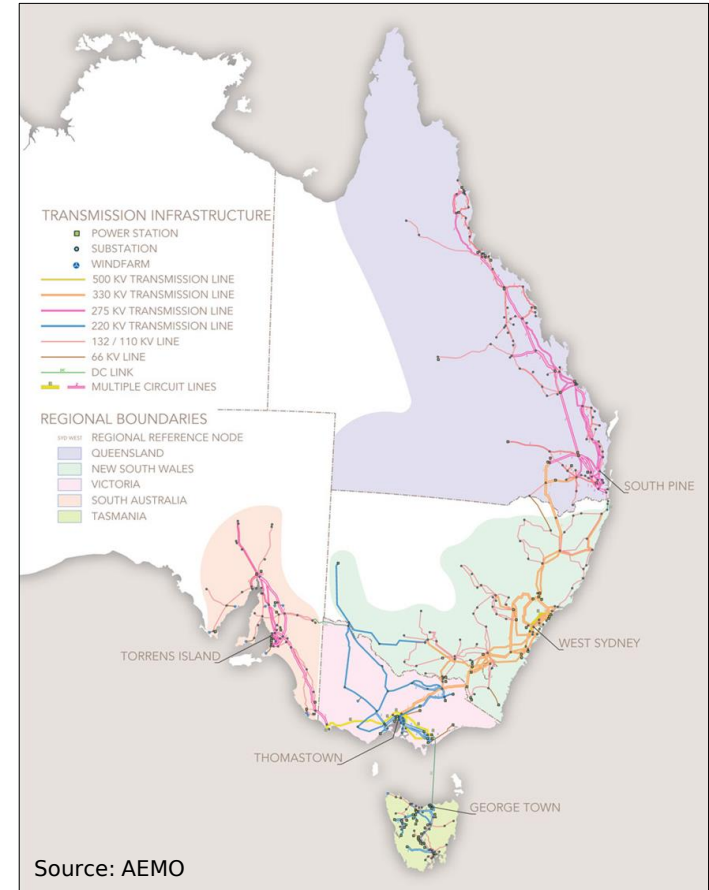 TRANSMISSION INFRASTRUCTURE
POWER STATION
SUBSTATION
WINDFARM
500 KV TRANSMISSION LINE
330 KV TRANSMISSION LINE
275 KV TRANSMISSION LINE
220 KV TRANSMISSION LINE
132 / 110 KV LINE
66 KV LINE
DC LINK
MULTIPLE CIRCUIT LINES
REGIONAL BOUNDARIES
SYD WEST REGIONAL REFERENCE NODE
QUEENSLAND
NEW SOUTH WALES
VICTORIA
SOUTH AUSTRALIA
TASMANIA
SOUTH PINE
WEST SYDNEY
TORRENS ISLAND
THOMASTOWN
GEORGE TOWN
Source: AEMO